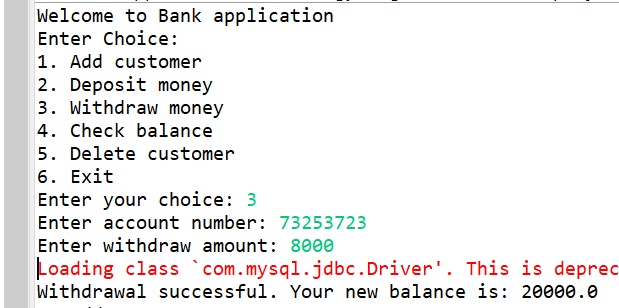 Welcome to Bank application
Enter Choice:
1. Add customer
2. Deposit money
3. Withdraw money
4. Check balance
5. Delete customer
6. Exit
Enter your choice: 3
Enter account number: 73253723
Enter withdraw amount: 8000
Loading class `com.mysql.jdbc.Driver'. This is deprec
Withdrawal successful. Your new balance is: 20000.0